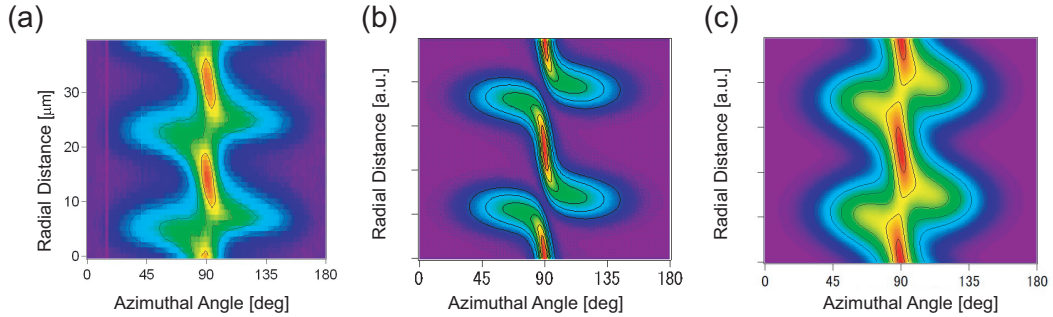 (a)
(b)
(c)
Radial Distance [μm]
30
20
10
0
0 45 90 135 180
Azimuthal Angle [deg]
Radial Distance [a.u.]
0 45 90 135 180
Azimuthal Angle [deg]
Radial Distance [a.u.]
0 45 90 135 180
Azimuthal Angle [deg]